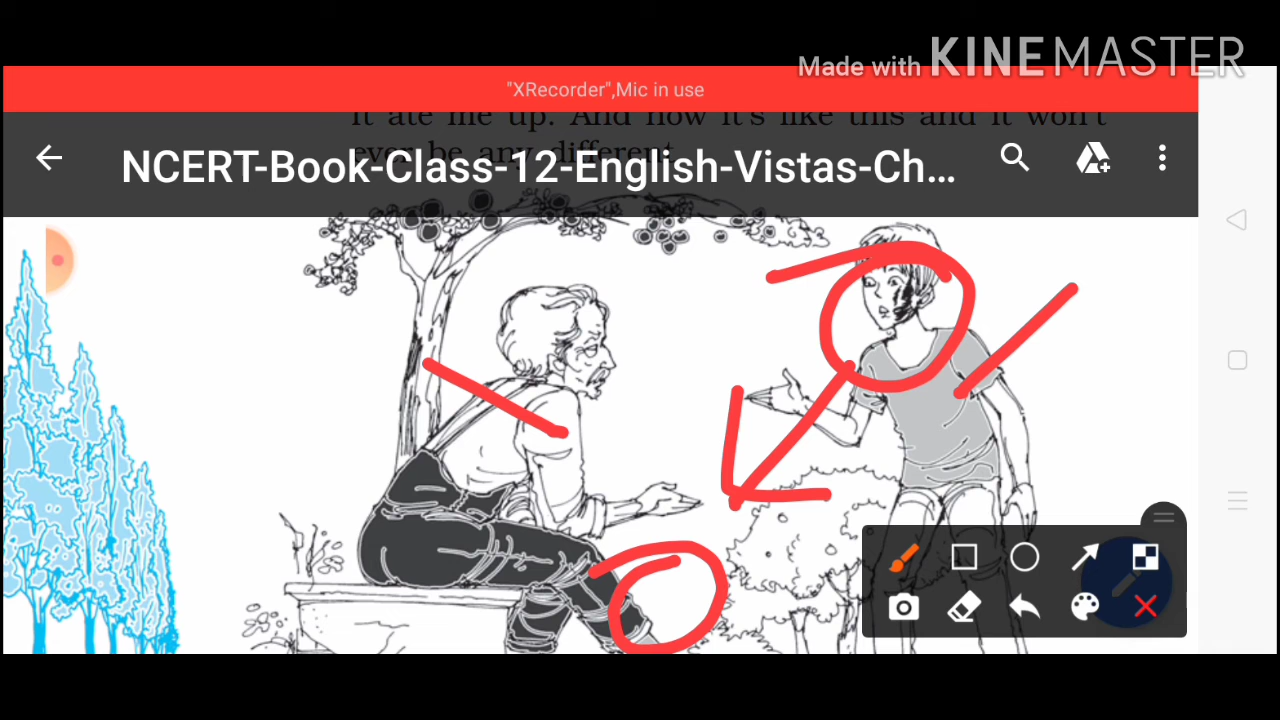 Made with KINEMASTER
"XRecorder",Mic in use
it ate me up. And now it's like this and it won't
ever be any different
NCERT-Book-Class-12-English-Vistas-Ch...